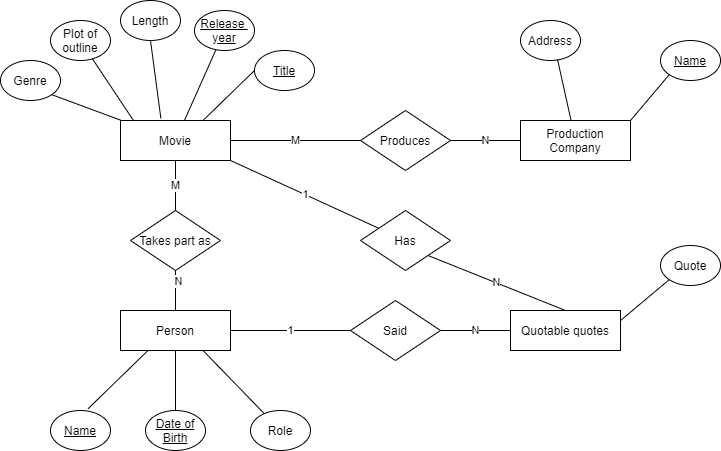 Length
Release
year
Plot of
outline
Address
Name
Title
Genre
Movie
M
Produces
N
Production
Company
M
1
Takes part as
Has
Quote
N
N
Person
1
Said
N
Quotable quotes
Name
Date of
Birth
Role